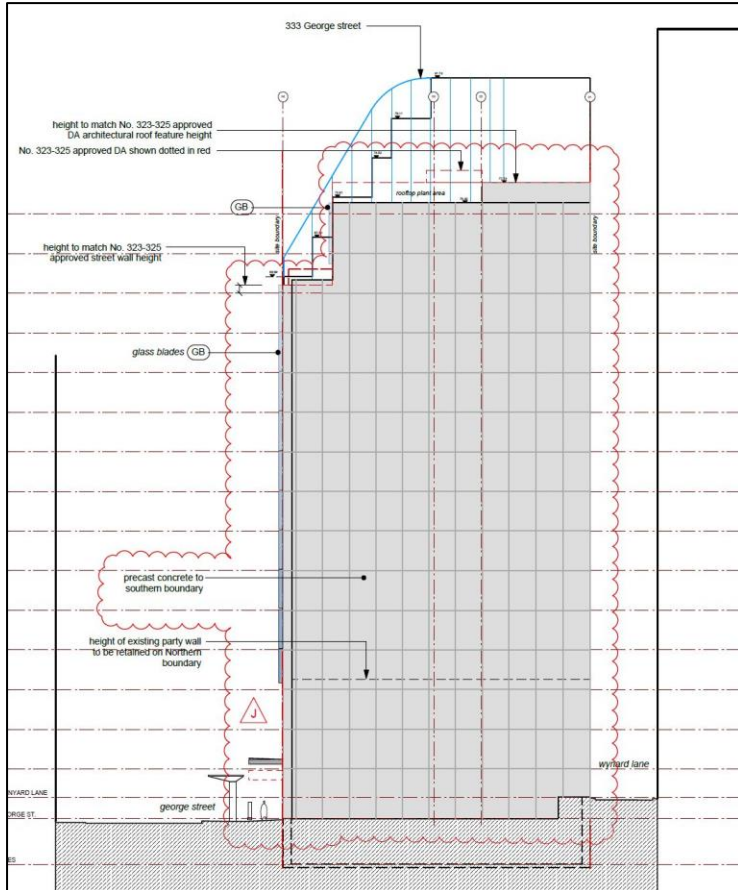 333 George street
height to match No. 323-325 approved
DA architectural roof feature height
No. 323-325 approved DA shown dotted in red
rooftop plant area
GB
site boundary
site boundary
height to match No. 323-325
approved street wall height
glass blades
GB
precast concrete to
southern boundary
height of existing party wall
to be retained on Northern
boundary
J
wynyard lane
NYARD LANE
george street
ORGE ST.
ES